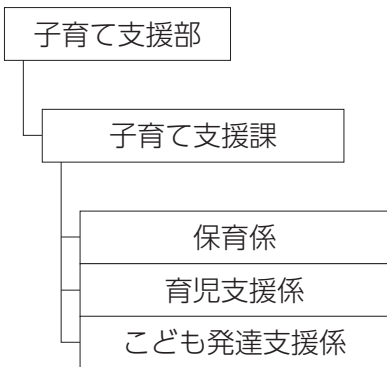 子育て支援部
子育て支援課
保育係
育児支援係
こども発達支援係